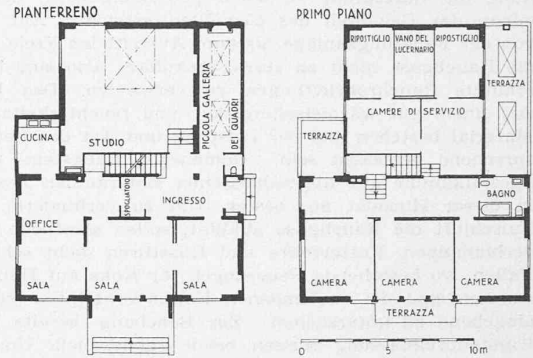 PIANTERRENO
PICCOLA GALLERIA
DEI QUADRI
CUCINA
STUDIO
SPOGLIATOIO
INGRESSO
OFFICE
SALA
SALA
SALA
PRIMO PIANO
RIPOSTIGLIO
VANO DEL
LUCERNARIO
RIPOSTIGLIO
TERRAZZA
CAMERE DI SERVIZIO
TERRAZZA
BAGNO
CAMERA
CAMERA
CAMERA
TERRAZZA
0
5
10 m